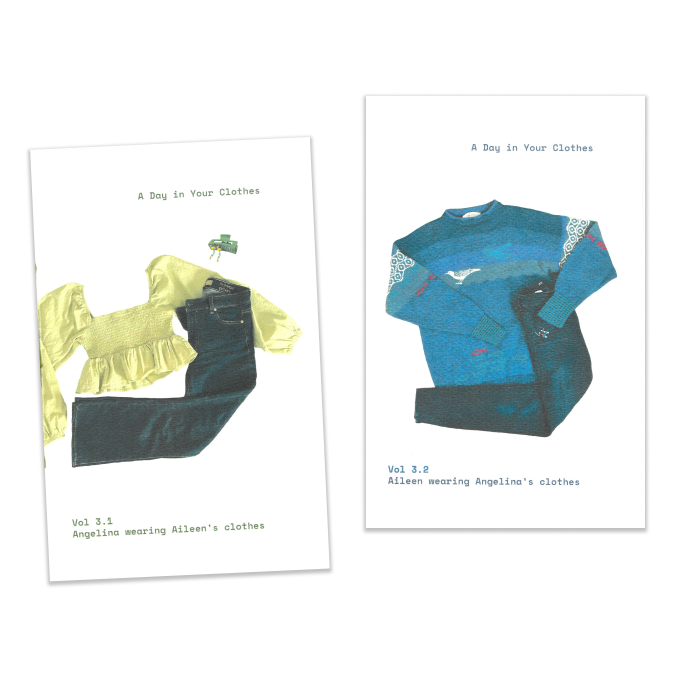 A Day in Your Clothes
Vol 3.1
Angelina wearing Aileen's clothes
A Day in Your Clothes
Vol 3.2
Aileen wearing Angelina's clothes